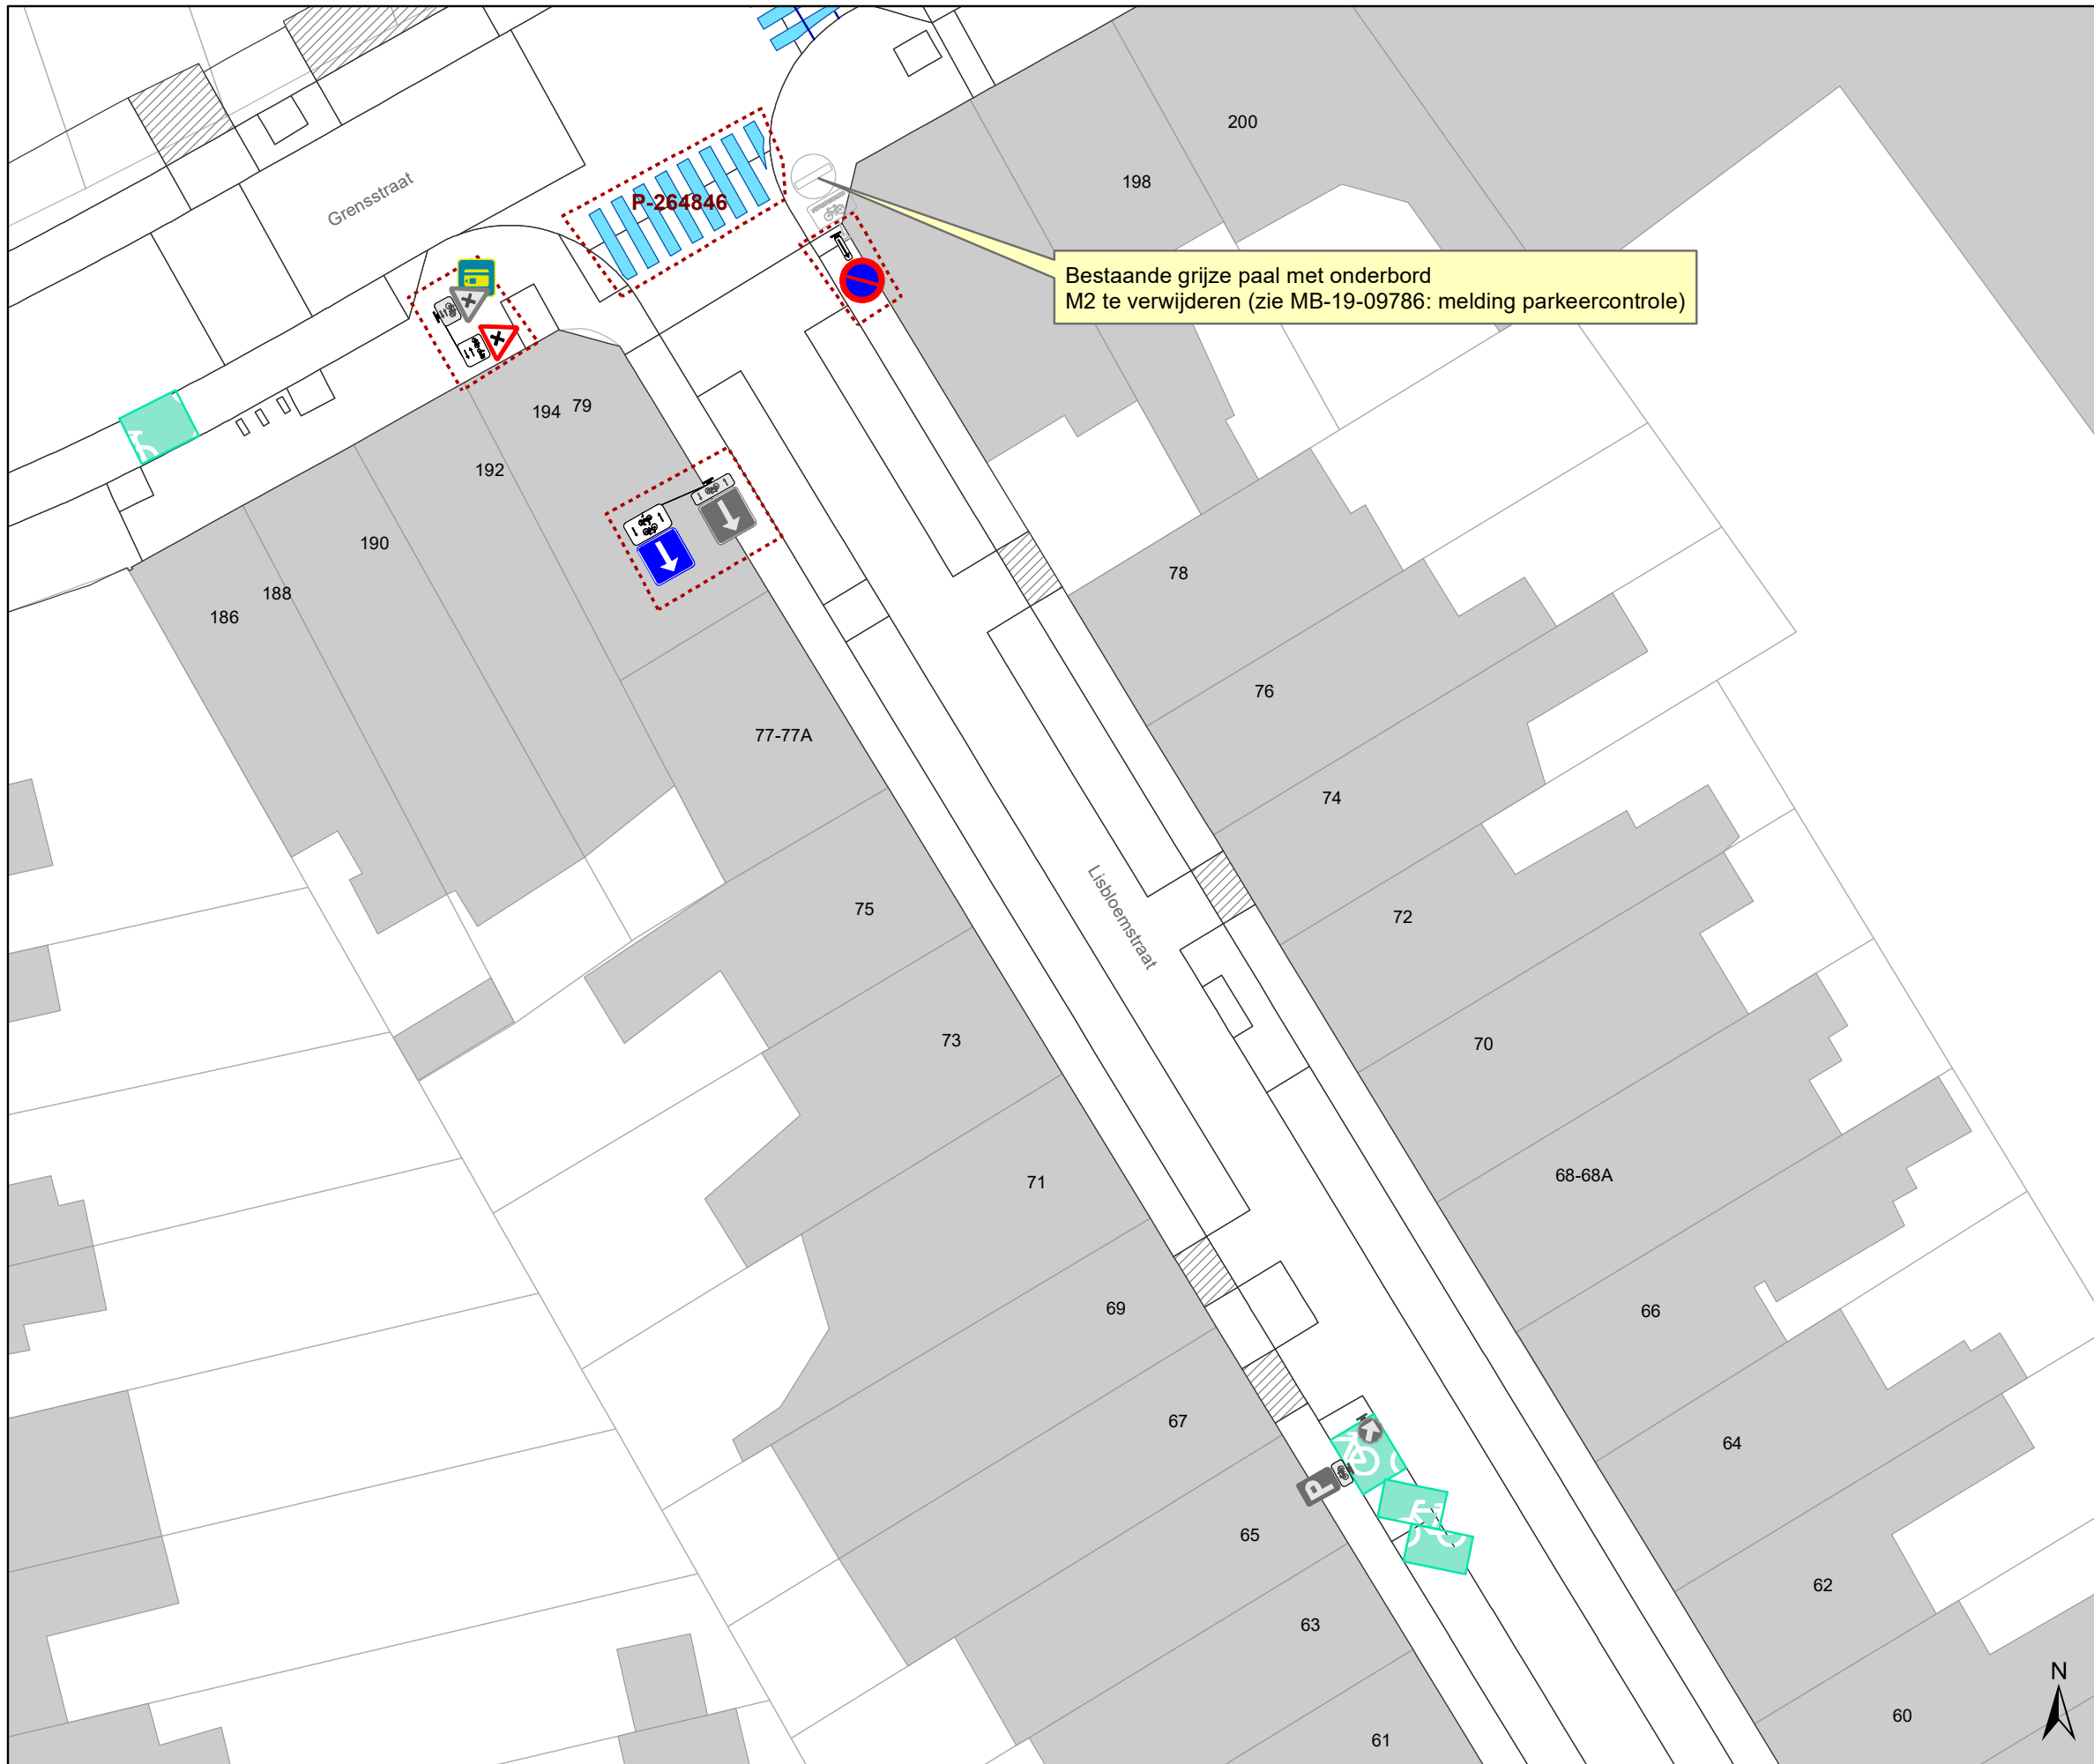 200
198
Grensstraat
P-264846
Bestaande grijze paal met onderbord
M2 te verwijderen (zie MB-19-09786: melding parkeercontrole)
194 79
192
190
188
186
78
76
77-77A
74
75
Lisbloemstraat
72
73
70
71
68-68A
69
66
67
64
P
65
62
63
N
60
61